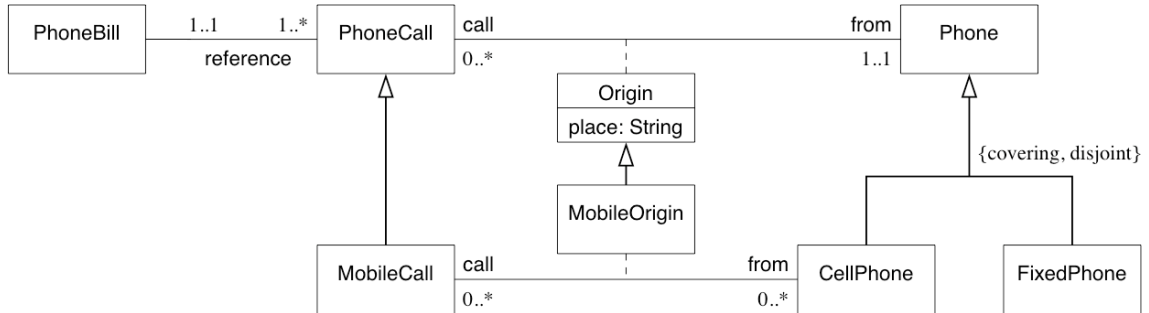 PhoneBill
1..1
1..*
reference
PhoneCall
call
0..*
from
1..1
Phone
Origin
place: String
{covering, disjoint}
MobileOrigin
MobileCall
call
0..*
from
0..*
CellPhone
FixedPhone